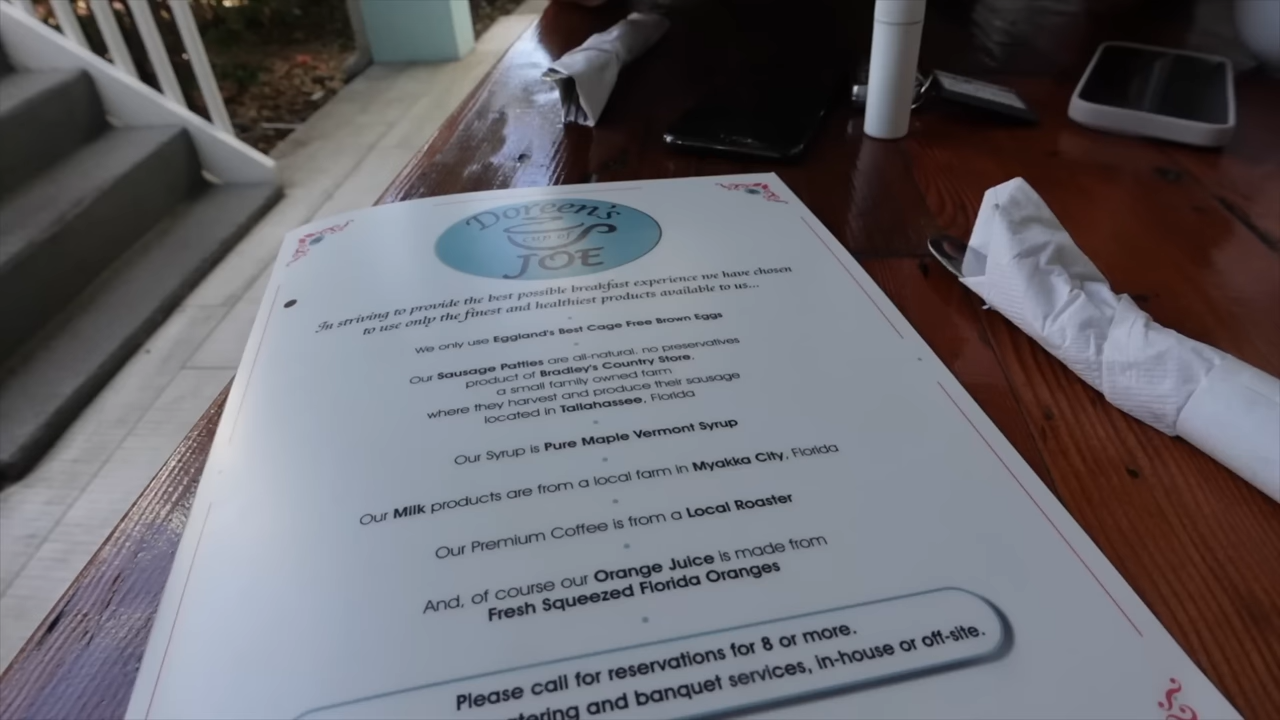 Doreen's
cup of
JOE
In striving to provide the best possible breakfast experience we have chosen
to use only the finest and healthiest products available to us...
We only use Eggland's Best Cage Free Brown Eggs
Our Sausage Patties are all-natural, no preservatives
product of Bradley's Country Store,
a small family owned farm
where they harvest and produce their sausage
located in Tallahassee, Florida
Our Syrup is Pure Maple Vermont Syrup
Our Milk products are from a local farm in Myakka City, Florida
Our Premium Coffee is from a Local Roaster
And, of course our Orange Juice is made from
Fresh Squeezed Florida Oranges
Please call for reservations for 8 or more.
and banquet services, in-house or off-site.